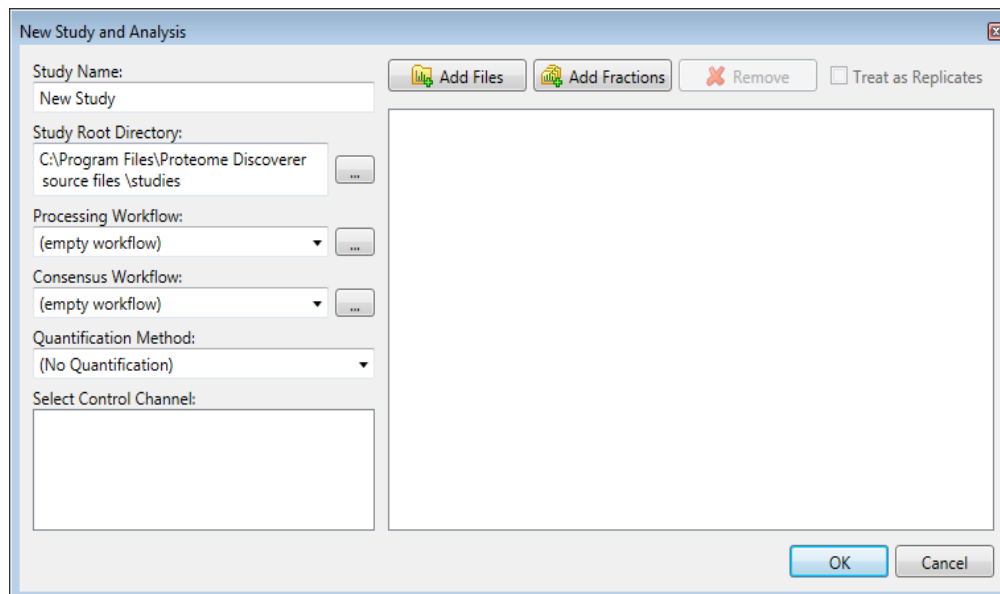 New Study and Analysis
Study Name:
New Study
Study Root Directory:
C:\Program Files\Proteome Discoverer
source files \studies
...
Processing Workflow:
(empty workflow)
...
Consensus Workflow:
(empty workflow)
...
Quantification Method:
(No Quantification)
Select Control Channel:
Add Files
Add Fractions
Remove
Treat as Replicates
OK
Cancel